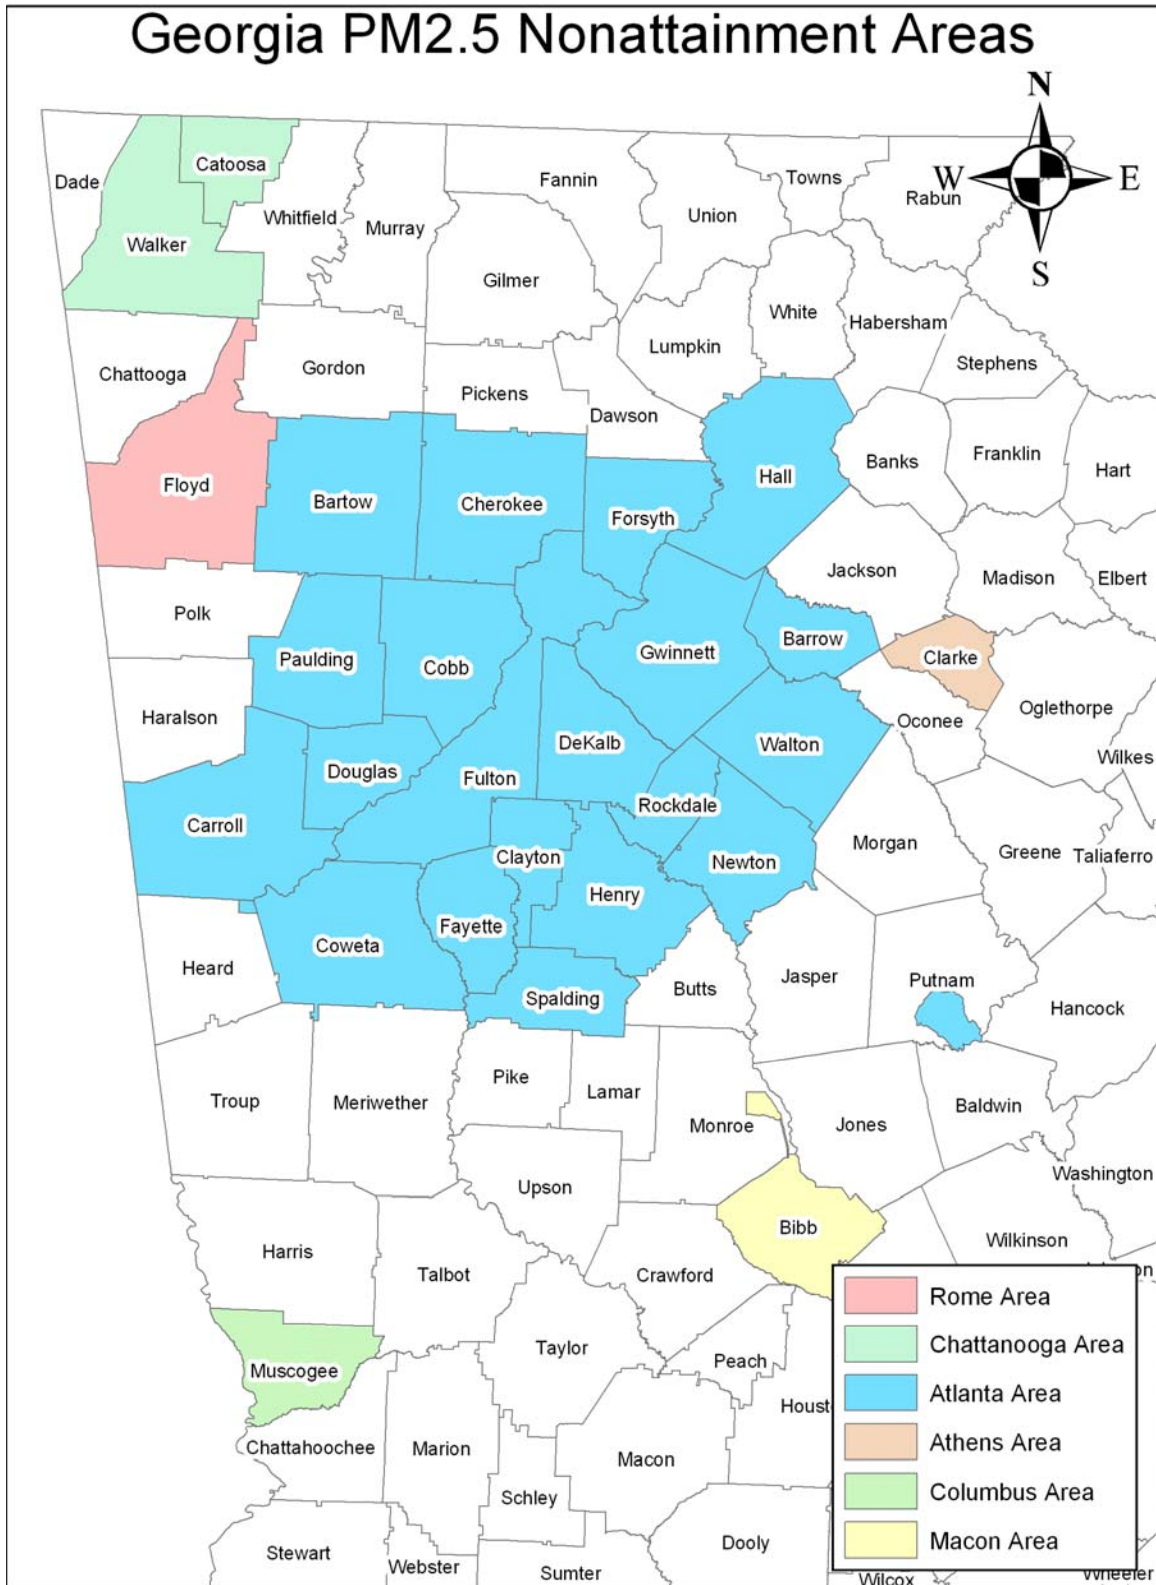 Georgia PM2.5 Nonattainment Areas
N
W
E
S
Dade
Catoosa
Walker
Whitfield
Murray
Fannin
Union
Towns
Rabun
Gilmer
White
Habersham
Lumpkin
Stephens
Chattooga
Gordon
Pickens
Dawson
Floyd
Bartow
Cherokee
Forsyth
Hall
Banks
Franklin
Hart
Jackson
Madison
Elbert
Polk
Paulding
Cobb
Gwinnett
Barrow
Clarke
Haralson
Oconee
Oglethorpe
Wilkes
Douglas
Fulton
DeKalb
Walton
Carroll
Rockdale
Clayton
Newton
Morgan
Greene
Taliaferro
Henry
Fayette
Coweta
Heard
Spalding
Butts
Jasper
Putnam
Hancock
Troup
Meriwether
Pike
Lamar
Monroe
Jones
Baldwin
Upson
Washington
Harris
Talbot
Crawford
Bibb
Wilkinson
on
Muscogee
Taylor
Peach
Houst
Chattahoochee
Marion
Macon
Schley
Stewart
Webster
Sumter
Dooly
Wilcox
Wheeler
Rome Area
Chattanooga Area
Atlanta Area
Athens Area
Columbus Area
Macon Area